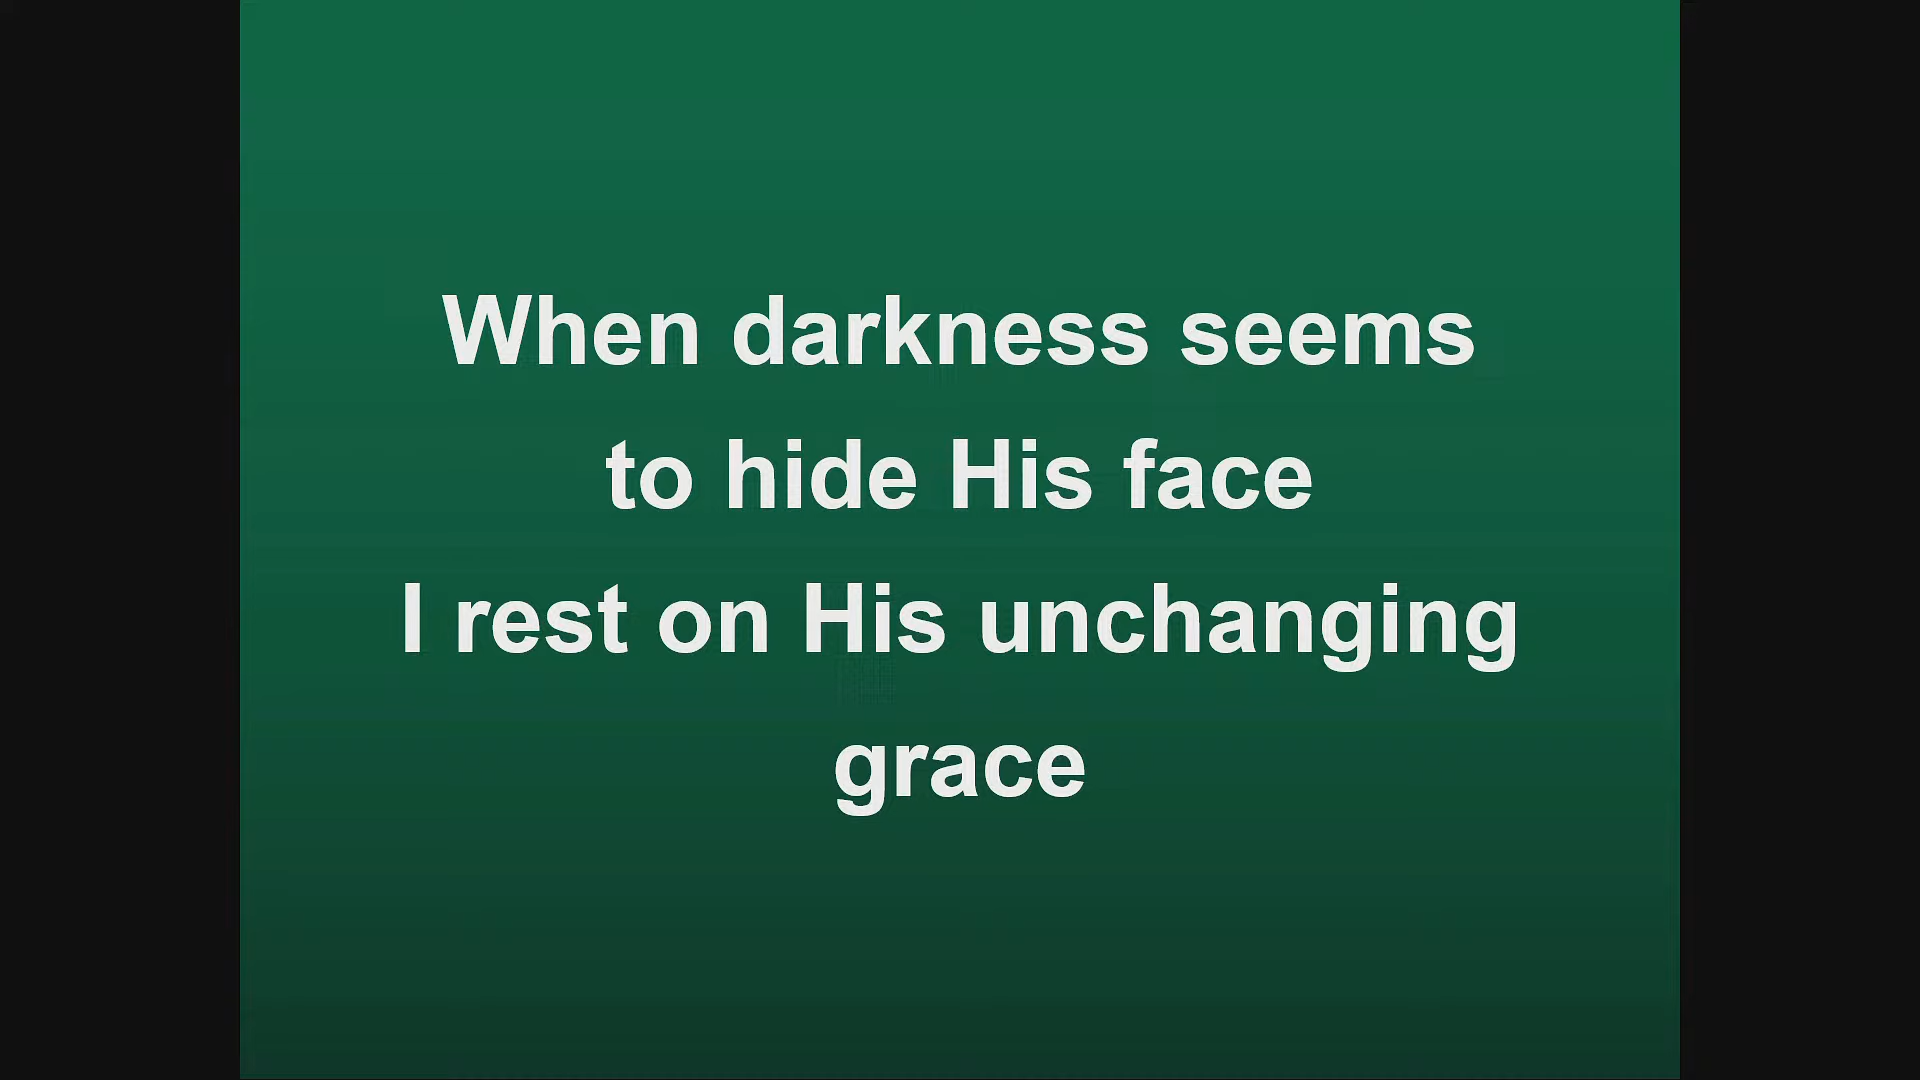 When darkness seems
to hide His face
I rest on His unchanging
grace